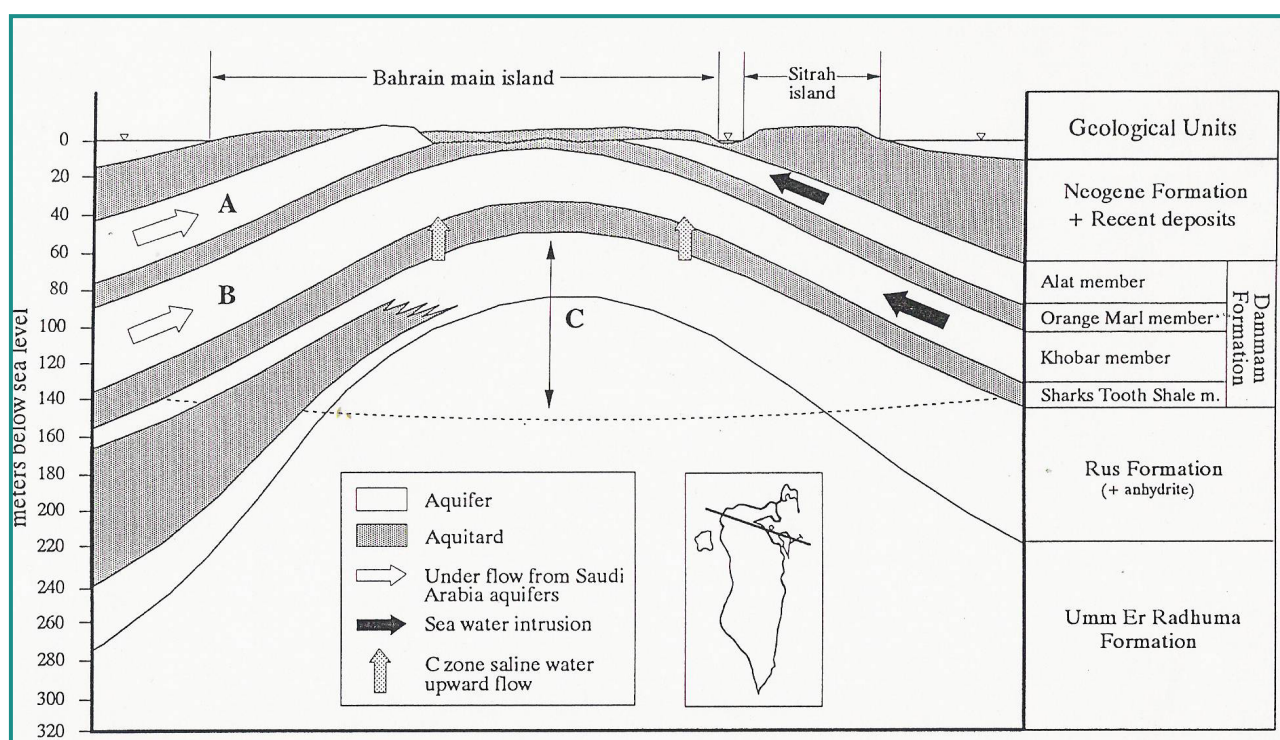 Bahrain main island
Sitrah
island
meters below sea level
0
20
40
60
80
100
120
140
160
180
200
220
240
260
280
300
320
A
B
C
Aquifer
Aquitard
Under flow from Saudi
Arabia aquifers
Sea water intrusion
C zone saline water
upward flow
Geological Units
Neogene Formation
+ Recent deposits
Alat member
Orange Marl member
Khobar member
Sharks Tooth Shale m.
Dammam
Formation
Rus Formation
(+ anhydrite)
Umm Er Radhuma
Formation